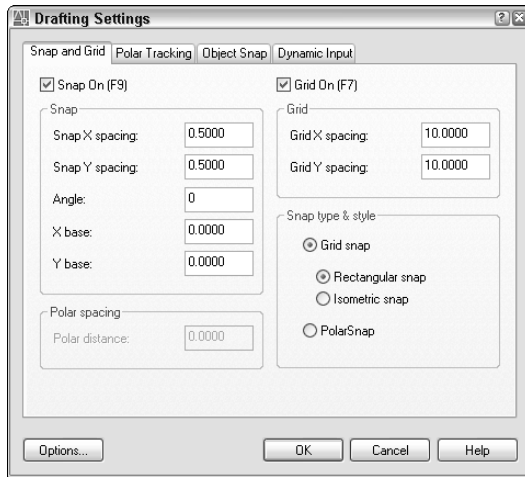 Drafting Settings
Snap and Grid Polar Tracking Object Snap Dynamic Input
Snap On (F9)
Snap
Snap X spacing: 0.5000
Snap Y spacing: 0.5000
Angle: 0
X base: 0.0000
Y base: 0.0000
Polar spacing
Polar distance: 0.0000
Grid On (F7)
Grid
Grid X spacing: 10.0000
Grid Y spacing: 10.0000
Snap type & style
Grid snap
Rectangular snap
Isometric snap
PolarSnap
Options... OK Cancel Help